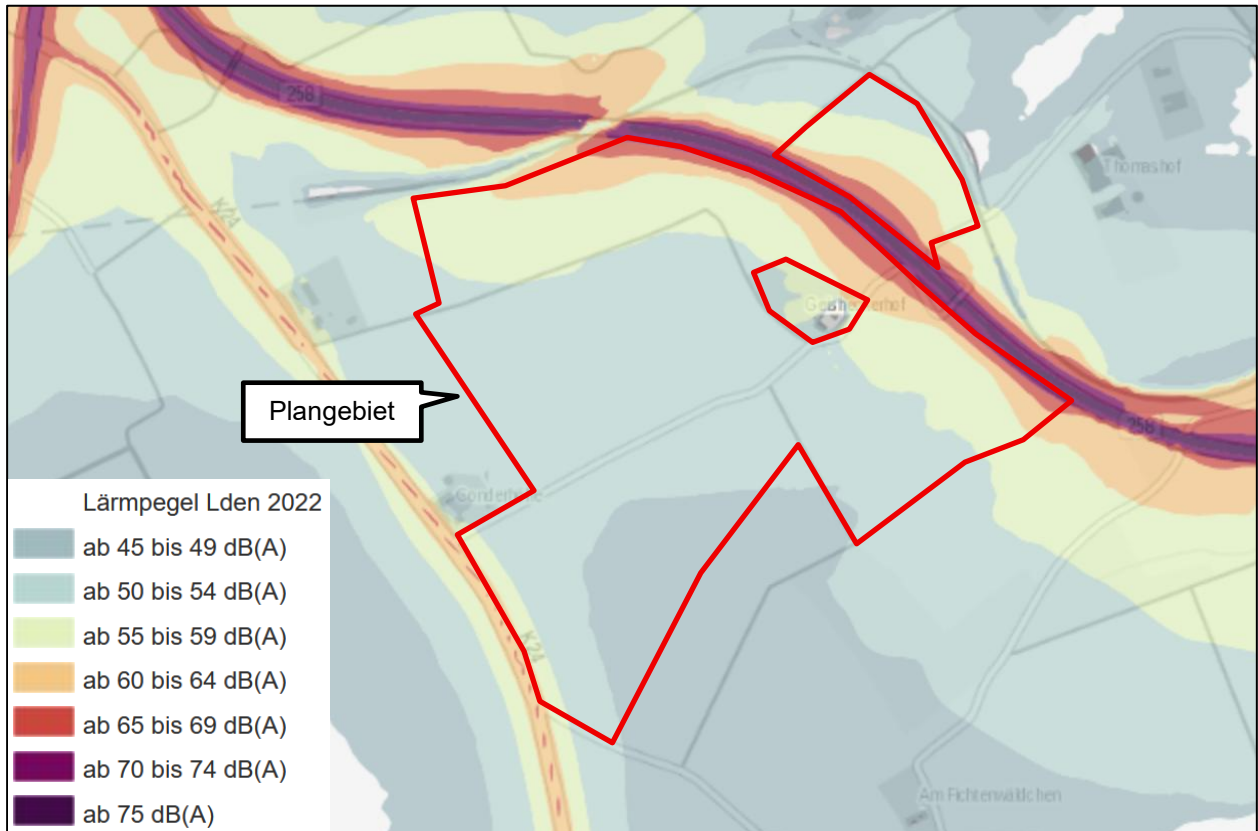 258
K24
Thomashof
Plangebiet
K24
258
Am Fichtenwäldchen
Lärmpegel Lden 2022
ab 45 bis 49 dB(A)
ab 50 bis 54 dB(A)
ab 55 bis 59 dB(A)
ab 60 bis 64 dB(A)
ab 65 bis 69 dB(A)
ab 70 bis 74 dB(A)
ab 75 dB(A)